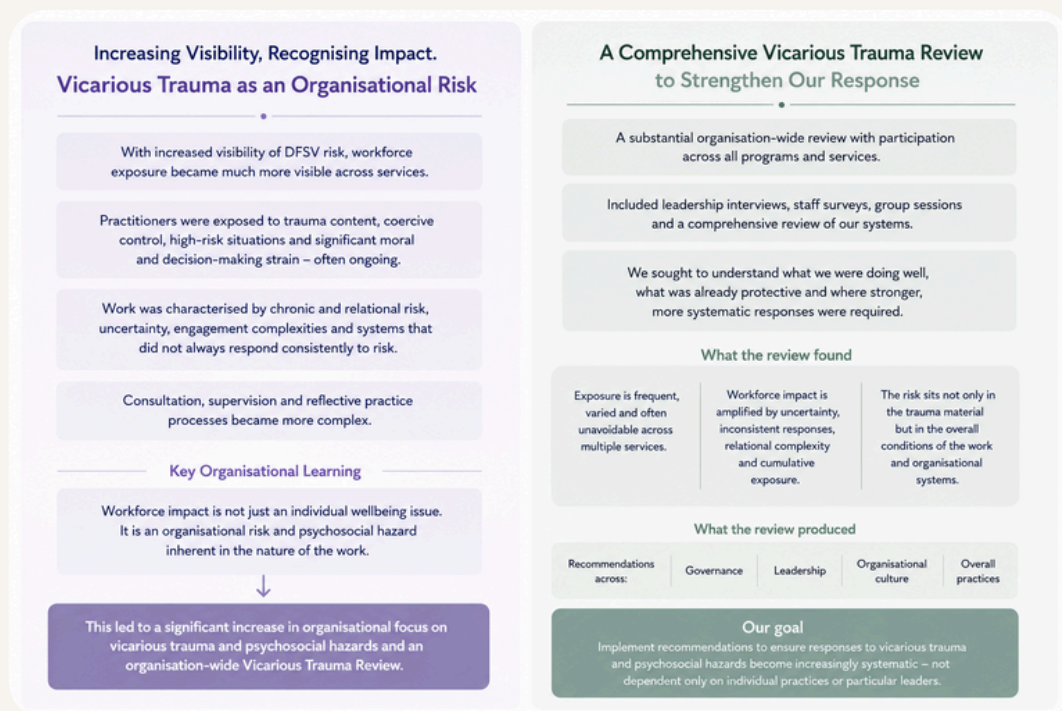 Increasing Visibility, Recognising Impact.
Vicarious Trauma as an Organisational Risk
With increased visibility of DFSV risk, workforce
exposure became much more visible across services.
Practitioners were exposed to trauma content, coercive
control, high-risk situations and significant moral
and decision-making strain – often ongoing.
Work was characterised by chronic and relational risk,
uncertainty, engagement complexities and systems that
did not always respond consistently to risk.
Consultation, supervision and reflective practice
processes became more complex.
Key Organisational Learning
Workforce impact is not just an individual wellbeing issue.
It is an organisational risk and psychosocial hazard
inherent in the nature of the work.
This led to a significant increase in organisational focus on
vicarious trauma and psychosocial hazards and an
organisation-wide Vicarious Trauma Review.
A Comprehensive Vicarious Trauma Review
to Strengthen Our Response
A substantial organisation-wide review with participation
across all programs and services.
Included leadership interviews, staff surveys, group sessions
and a comprehensive review of our systems.
We sought to understand what we were doing well,
what was already protective and where stronger,
more systematic responses were required.
What the review found
Exposure is frequent,
varied and often
unavoidable across
multiple services.
Workforce impact is
amplified by uncertainty,
inconsistent responses,
relational complexity
and cumulative
exposure.
The risk sits not only in
the trauma material
but in the overall
conditions of the work
and organisational
systems.
What the review produced
Recommendations
across:
Governance
Leadership
Organisational
culture
Overall
practices
Our goal
Implement recommendations to ensure responses to vicarious trauma
and psychosocial hazards become increasingly systematic – not
dependent only on individual practices or particular leaders.